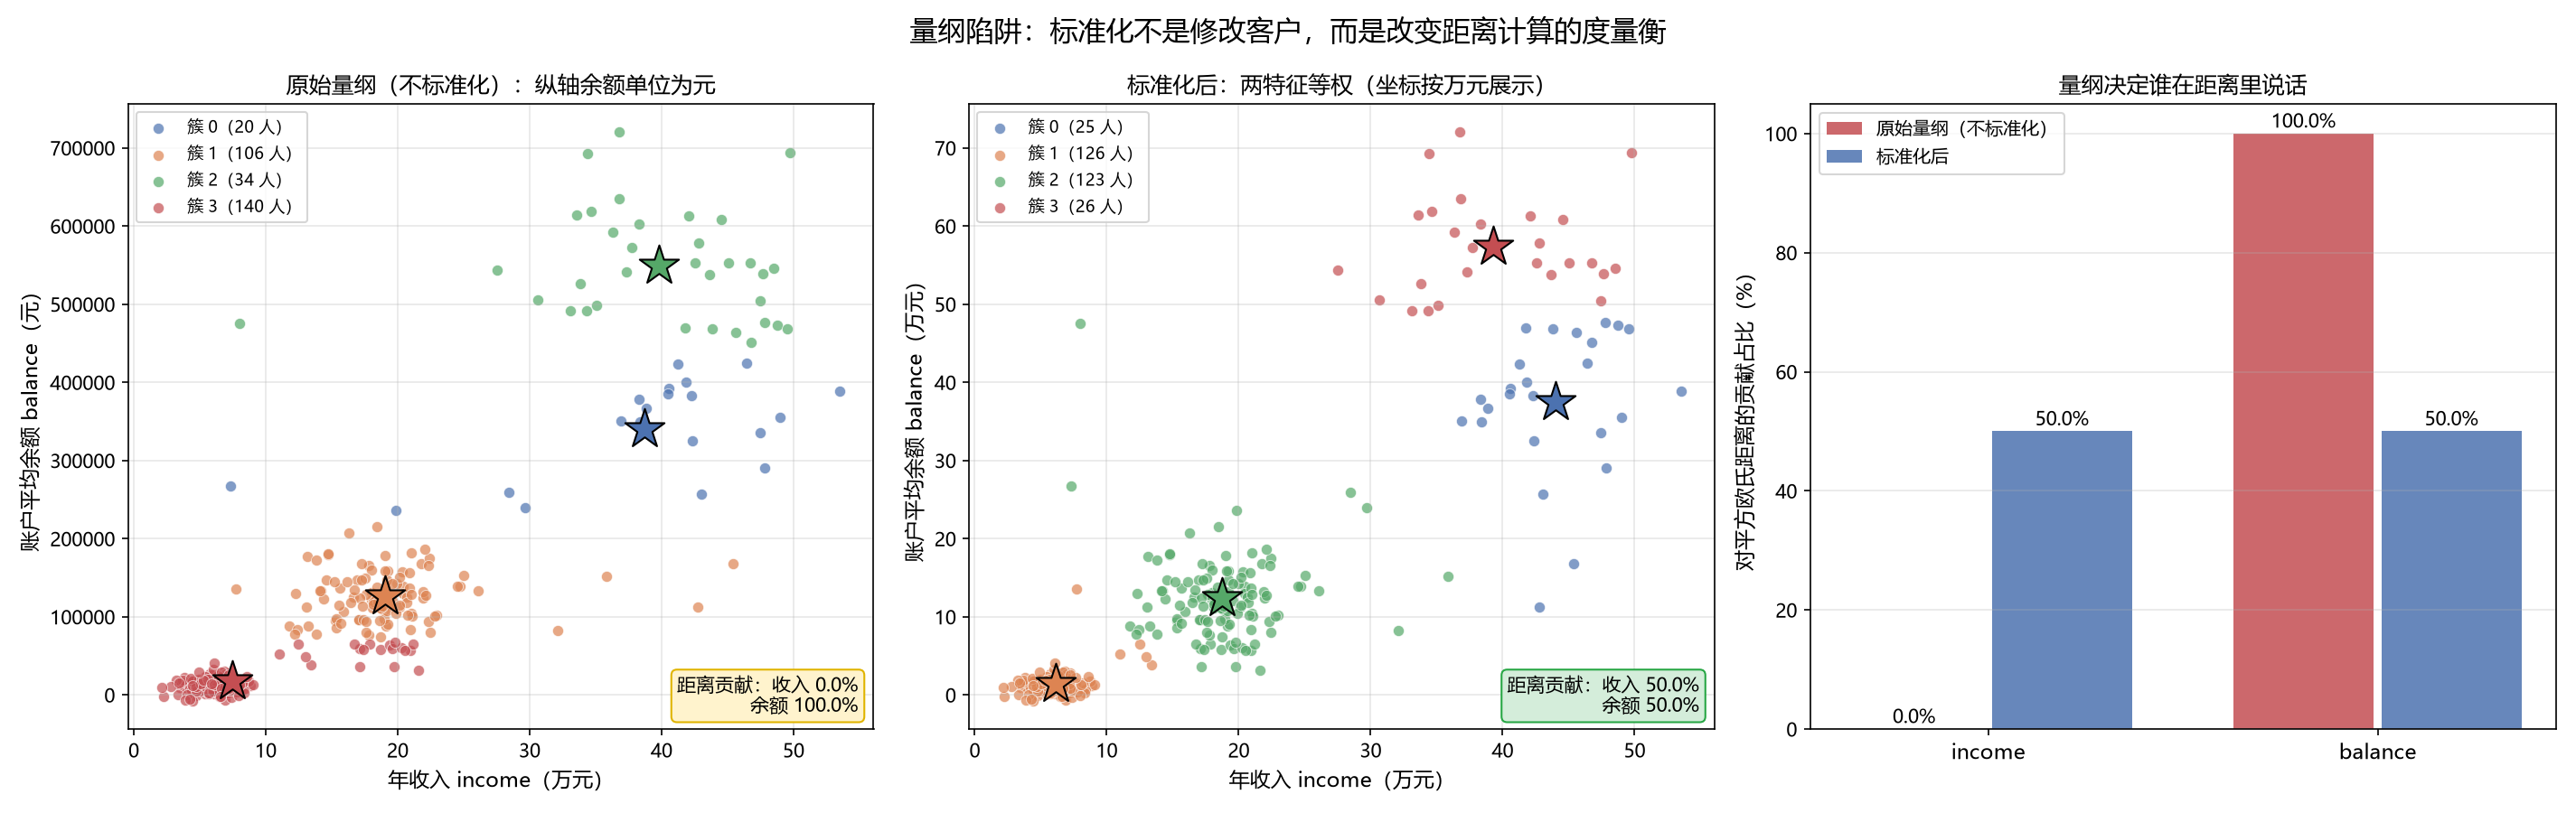 量纲陷阱：标准化不是修改客户，而是改变距离计算的度量衡
原始量纲（不标准化）：纵轴余额单位为元
账户平均余额 balance（元）
700000
600000
500000
400000
300000
200000
100000
0
簇 0（20 人）
簇 1（106 人）
簇 2（34 人）
簇 3（140 人）
距离贡献：收入 0.0%
余额 100.0%
0 10 20 30 40 50
年收入 income（万元）
标准化后：两特征等权（坐标按万元展示）
账户平均余额 balance（万元）
70
60
50
40
30
20
10
0
簇 0（25 人）
簇 1（126 人）
簇 2（123 人）
簇 3（26 人）
距离贡献：收入 50.0%
余额 50.0%
0 10 20 30 40 50
年收入 income（万元）
量纲决定谁在距离里说话
对平方欧氏距离的贡献占比（%）
100
80
60
40
20
0
原始量纲（不标准化）
标准化后
0.0%
50.0%
100.0%
50.0%
income balance